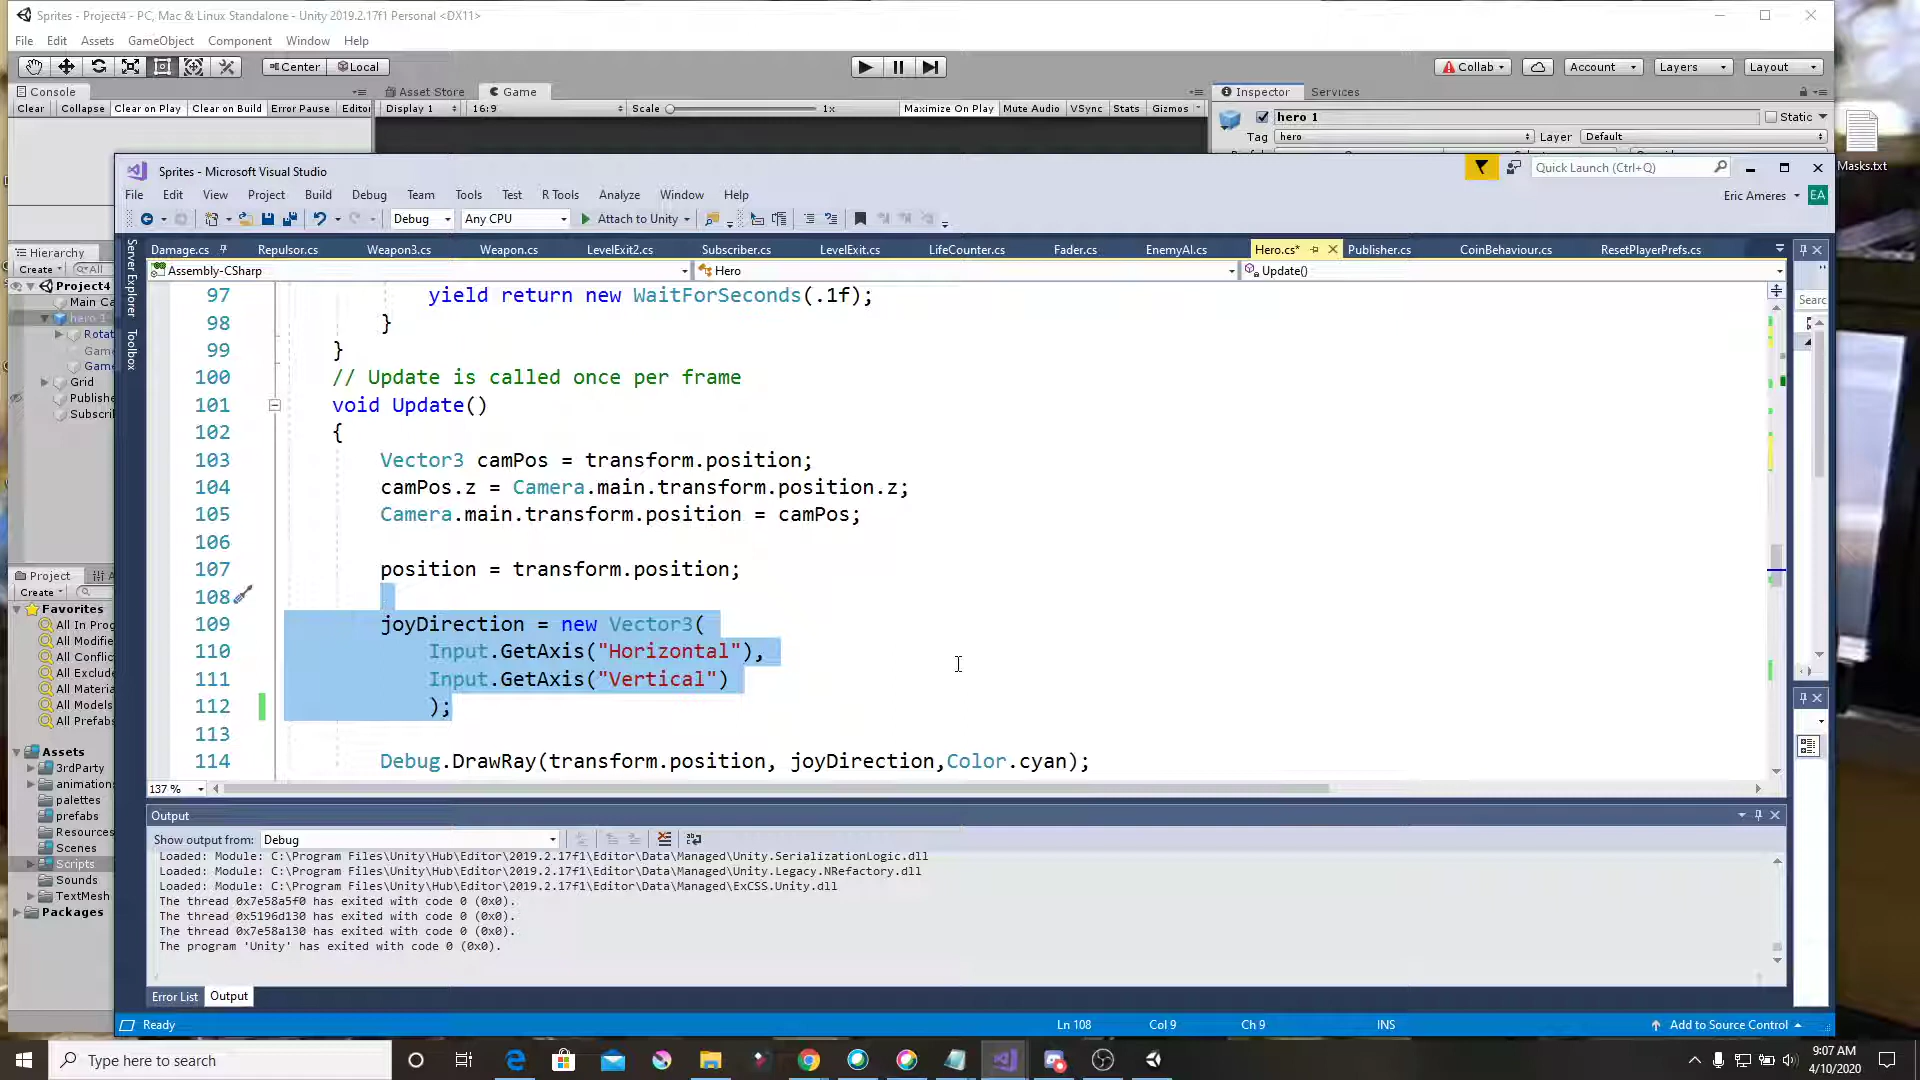 Sprites - Project4 - PC, Mac & Linux Standalone - Unity 2019.2.17f1 Personal <DX11>
File Edit Assets GameObject Component Window Help
Center Local
Collab Account Layers Layout
Console Asset Store Game Inspector Services
Clear Collapse Clear on Play Clear on Build Error Pause Editor Display 1 16:9 Scale 1x Maximize On Play Mute Audio VSync Stats Gizmos
hero 1 Static
Tag hero Layer Default
Masks.txt
Sprites - Microsoft Visual Studio
Quick Launch (Ctrl+Q)
File Edit View Project Build Debug Team Tools Test R Tools Analyze Window Help
Eric Ameres EA
Debug Any CPU Attach to Unity
Server Explorer
Toolbox
Damage.cs Repulsor.cs Weapon3.cs Weapon.cs LevelExit2.cs Subscriber.cs LevelExit.cs LifeCounter.cs Fader.cs EnemyAI.cs Hero.cs* Publisher.cs CoinBehaviour.cs ResetPlayerPrefs.cs
Assembly-CSharp Hero Update()
Searc
Hierarchy
Create All
Project4
Main Ca
hero 1
Rotat
Game
Game
Grid
Publishe
Subscri
97 yield return new WaitForSeconds(.1f);
98 }
99 }
100 // Update is called once per frame
101 void Update()
102 {
103 Vector3 camPos = transform.position;
104 camPos.z = Camera.main.transform.position.z;
105 Camera.main.transform.position = camPos;
106
107 position = transform.position;
108
109 joyDirection = new Vector3(
110 Input.GetAxis("Horizontal"),
111 Input.GetAxis("Vertical")
112 );
113
114 Debug.DrawRay(transform.position, joyDirection,Color.cyan);
137 %
Project A
Create
Favorites
All In Prog
All Modifie
All Conflic
All Exclude
All Materia
All Models
All Prefabs
Assets
3rdParty
animations
palettes
prefabs
Resources
Scenes
Scripts
Sounds
TextMesh
Packages
Output
Show output from: Debug
Loaded: Module: C:\Program Files\Unity\Hub\Editor\2019.2.17f1\Editor\Data\Managed\Unity.SerializationLogic.dll
Loaded: Module: C:\Program Files\Unity\Hub\Editor\2019.2.17f1\Editor\Data\Managed\Unity.Legacy.NRefactory.dll
Loaded: Module: C:\Program Files\Unity\Hub\Editor\2019.2.17f1\Editor\Data\Managed\ExCSS.Unity.dll
The thread 0x7e58a5f0 has exited with code 0 (0x0).
The thread 0x5196d130 has exited with code 0 (0x0).
The thread 0x7e58a130 has exited with code 0 (0x0).
The program 'Unity' has exited with code 0 (0x0).
Error List Output
Ready Ln 108 Col 9 Ch 9 INS Add to Source Control
Type here to search
9:07 AM
4/10/2020